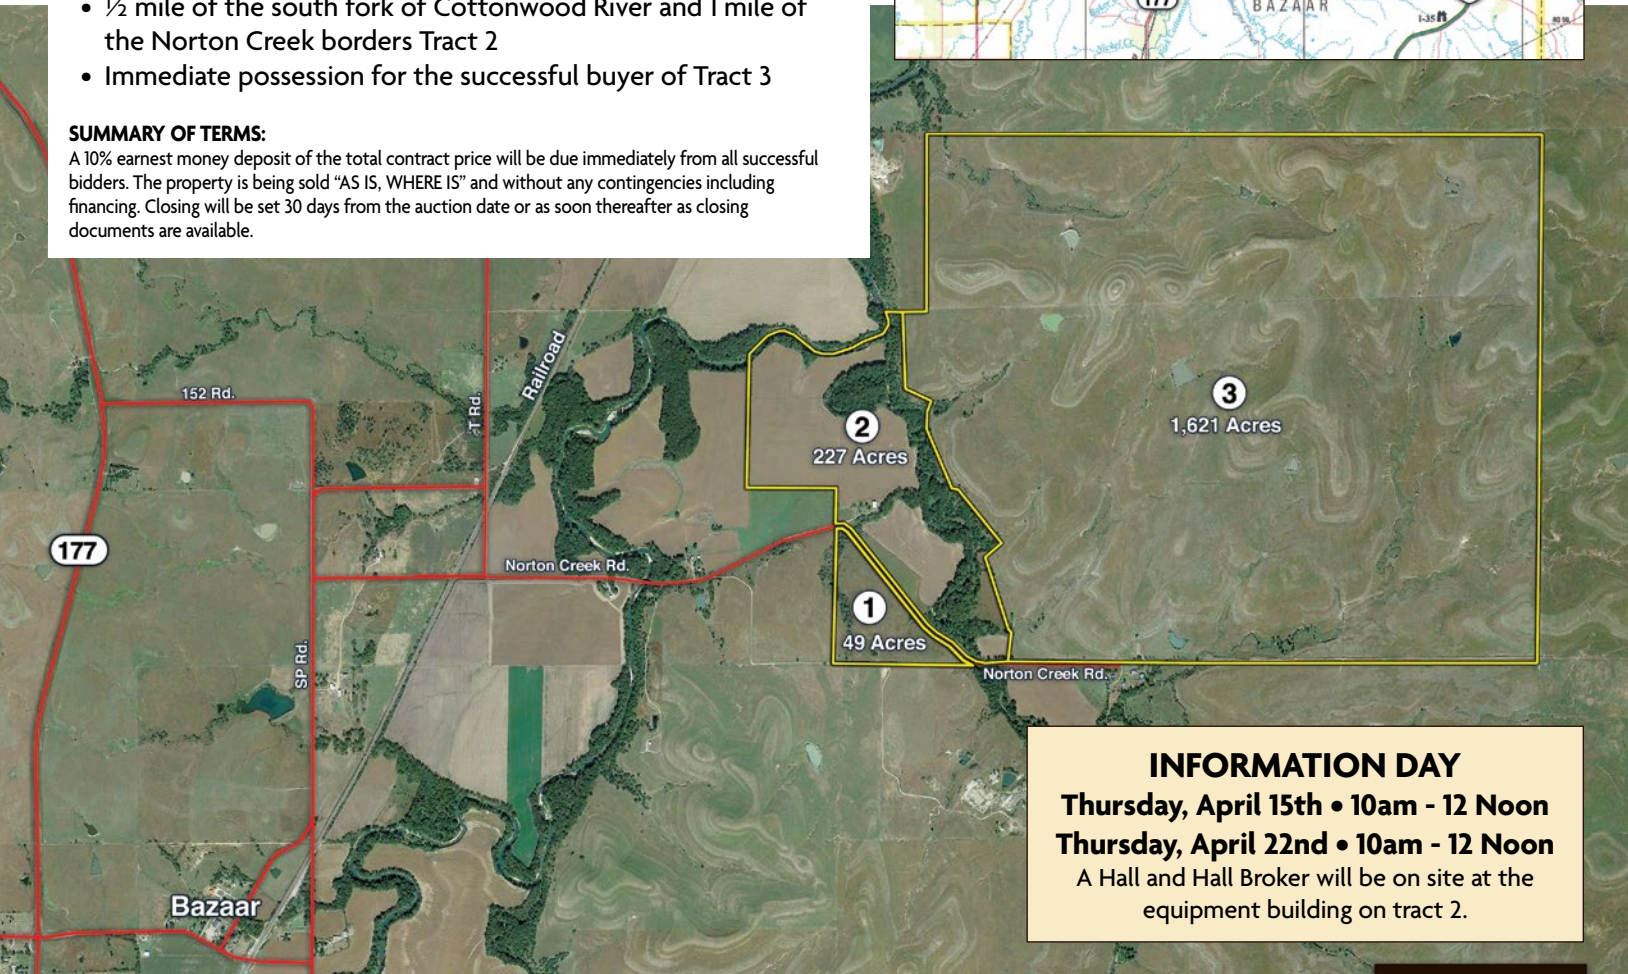 • ½ mile of the south fork of Cottonwood River and 1 mile of
the Norton Creek borders Tract 2
• Immediate possession for the successful buyer of Tract 3
SUMMARY OF TERMS:
A 10% earnest money deposit of the total contract price will be due immediately from all successful
bidders. The property is being sold “AS IS, WHERE IS” and without any contingencies including
financing. Closing will be set 30 days from the auction date or as soon thereafter as closing
documents are available.
177
BAZAAR
I-35
152 Rd.
T Rd.
Railroad
2
227 Acres
3
1,621 Acres
177
Norton Creek Rd.
1
49 Acres
SP Rd.
Norton Creek Rd.
Bazaar
INFORMATION DAY
Thursday, April 15th • 10am - 12 Noon
Thursday, April 22nd • 10am - 12 Noon
A Hall and Hall Broker will be on site at the
equipment building on tract 2.